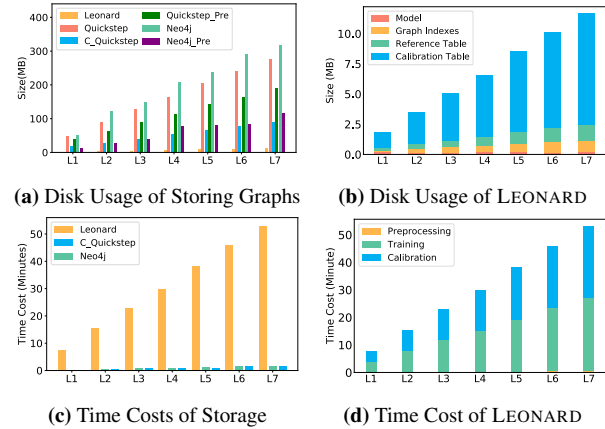 Leonard
Quickstep
C_Quickstep
Quickstep_Pre
Neo4j
Neo4j_Pre
Size(MB)
400
300
200
100
0
L1 L2 L3 L4 L5 L6 L7
(a) Disk Usage of Storing Graphs
Model
Graph Indexes
Reference Table
Calibration Table
Size (MB)
10.0
7.5
5.0
2.5
0.0
L1 L2 L3 L4 L5 L6 L7
(b) Disk Usage of LEONARD
Leonard
C_Quickstep
Neo4j
Time Cost (Minutes)
50
40
30
20
10
0
L1 L2 L3 L4 L5 L6 L7
(c) Time Costs of Storage
Preprocessing
Training
Calibration
Time Cost (Minute)
50
40
30
20
10
0
L1 L2 L3 L4 L5 L6 L7
(d) Time Cost of LEONARD